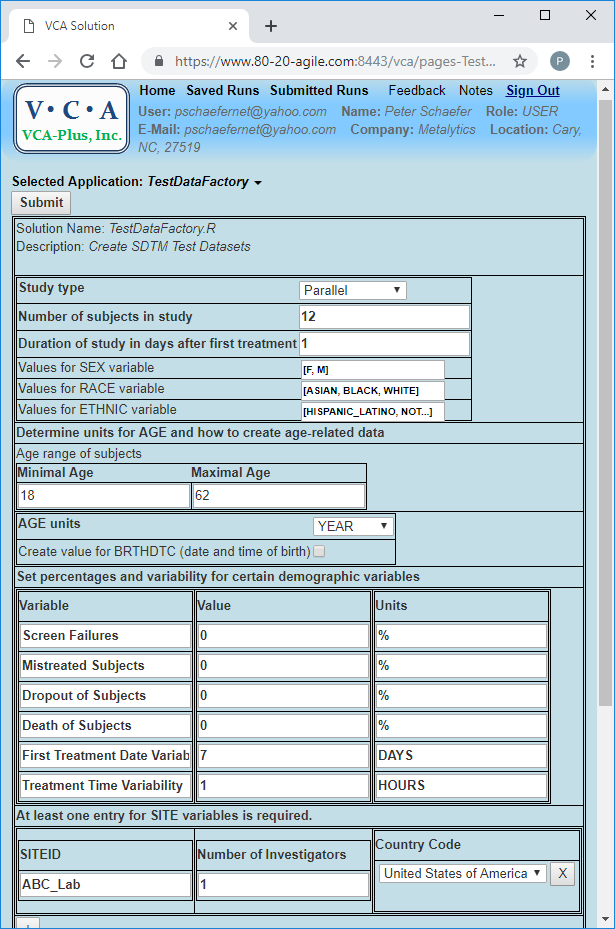 VCA Solution
https://www.80-20-agile.com:8443/vca/pages-Test...
P
V • C • A
VCA-Plus, Inc.
Home Saved Runs Submitted Runs Feedback Notes Sign Out
User: pschaefernet@yahoo.com Name: Peter Schaefer Role: USER
E-Mail: pschaefernet@yahoo.com Company: Metalytics Location: Cary,
NC, 27519
Selected Application: TestDataFactory
Submit
Solution Name: TestDataFactory.R
Description: Create SDTM Test Datasets
Study type Parallel
Number of subjects in study 12
Duration of study in days after first treatment 1
Values for SEX variable [F, M]
Values for RACE variable [ASIAN, BLACK, WHITE]
Values for ETHNIC variable [HISPANIC_LATINO, NOT...]
Determine units for AGE and how to create age-related data
Age range of subjects
Minimal Age Maximal Age
18 62
AGE units YEAR
Create value for BRTHDTC (date and time of birth)
Set percentages and variability for certain demographic variables
Variable Value Units
Screen Failures 0 %
Mistreated Subjects 0 %
Dropout of Subjects 0 %
Death of Subjects 0 %
First Treatment Date Variab 7 DAYS
Treatment Time Variability 1 HOURS
At least one entry for SITE variables is required.
SITEID Number of Investigators Country Code
ABC_Lab 1 United States of America X